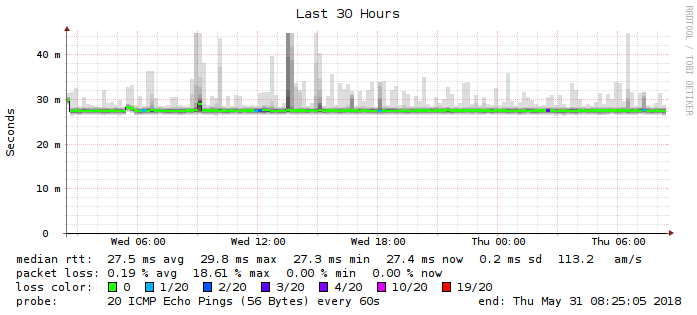 Last 30 Hours
RRDTOOL / TOBI OETIKER
Seconds
40 m
30 m
20 m
10 m
0
Wed 06:00 Wed 12:00 Wed 18:00 Thu 00:00 Thu 06:00
median rtt: 27.5 ms avg 29.8 ms max 27.3 ms min 27.4 ms now 0.2 ms sd 113.2 am/s
packet loss: 0.19 % avg 18.61 % max 0.00 % min 0.00 % now
loss color: 0 1/20 2/20 3/20 4/20 10/20 19/20
probe: 20 ICMP Echo Pings (56 Bytes) every 60s end: Thu May 31 08:25:05 2018